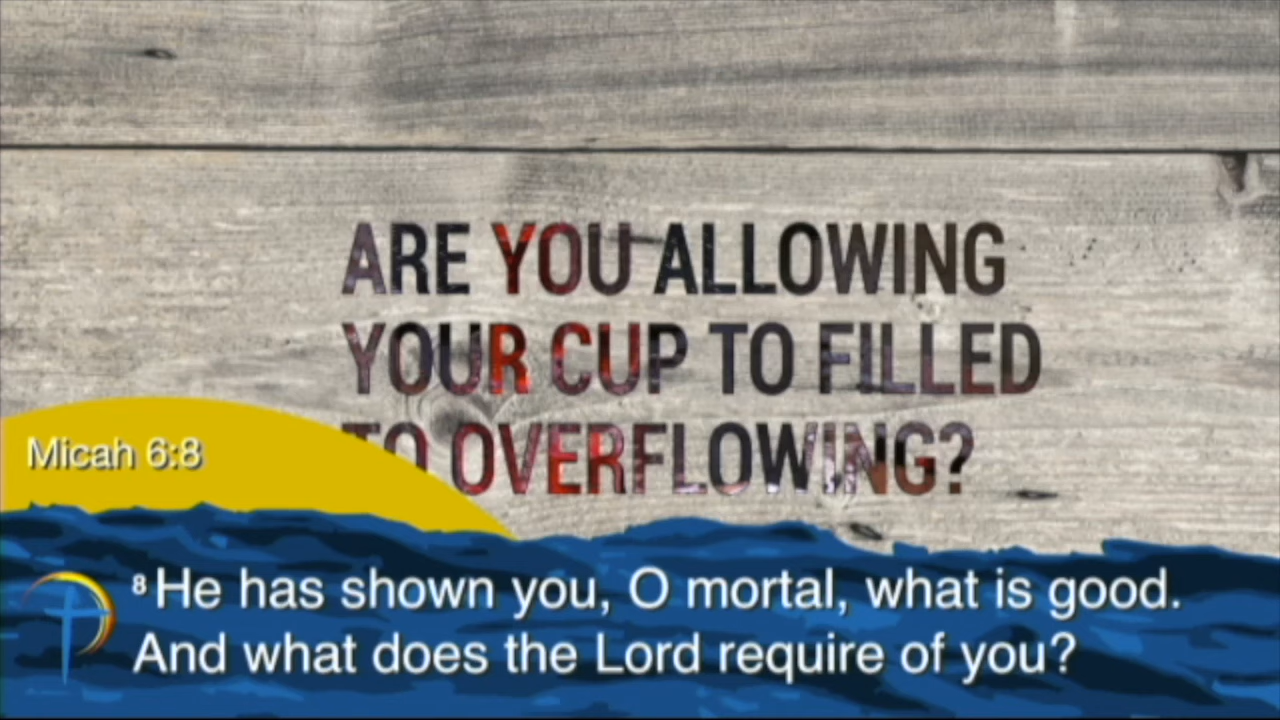 ARE YOU ALLOWING
YOUR CUP TO FILLED
TO OVERFLOWING?
Micah 6:8
8 He has shown you, O mortal, what is good.
And what does the Lord require of you?